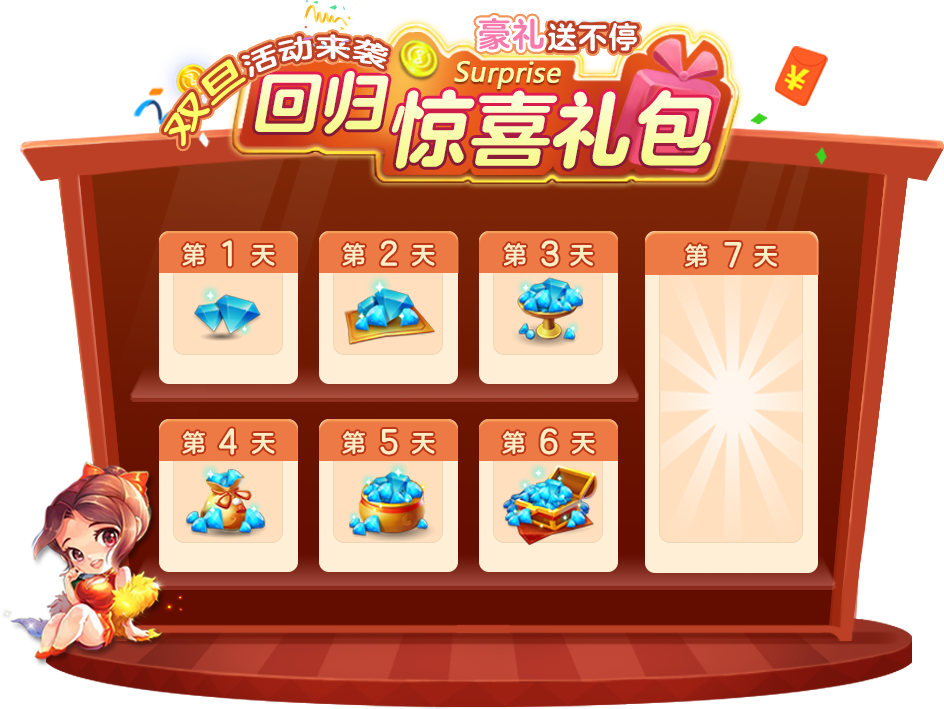 豪礼送不停
双旦活动来袭
Surprise
回归惊喜礼包
¥
第 1 天
第 2 天
第 3 天
第 7 天
第 4 天
第 5 天
第 6 天